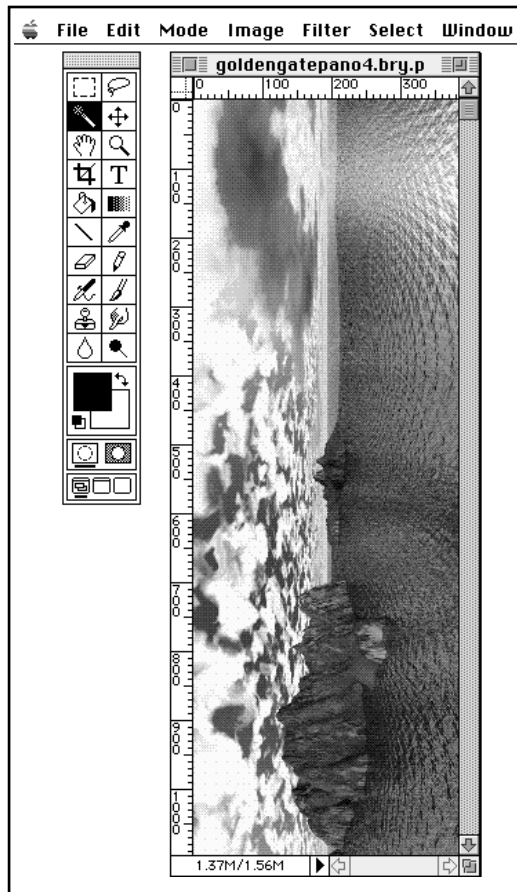 File Edit Mode Image Filter Select Window
goldengatepano4.bry.p
0 100 200 300
0
100
200
300
400
500
600
700
800
900
1000
T
1.37M/1.56M